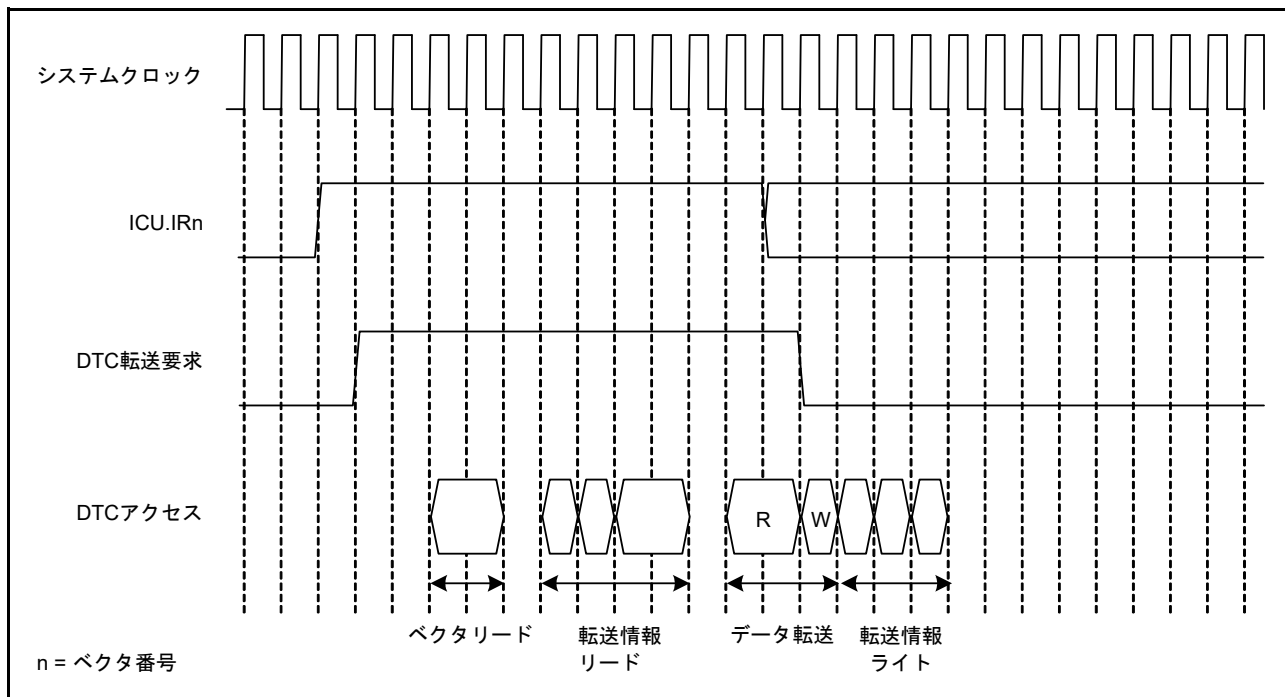 システムクロック
ICU.IRn
DTC転送要求
DTCアクセス
R
W
ベクタリード
転送情報
リード
データ転送
転送情報
ライト
n = ベクタ番号